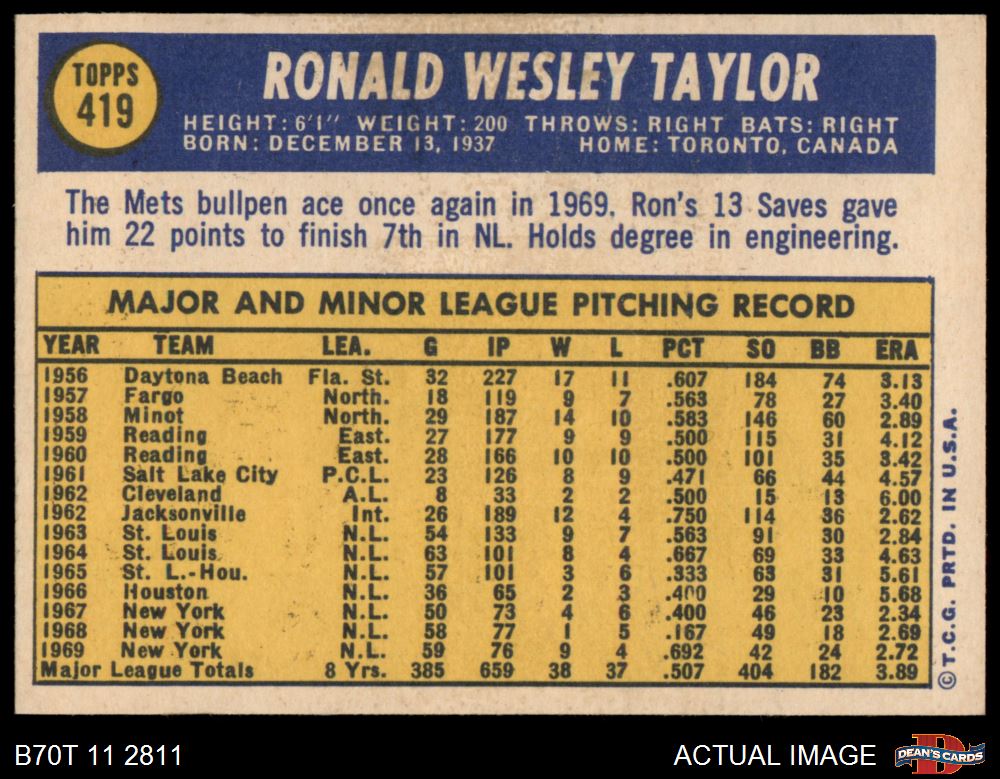 TOPPS
419
RONALD WESLEY TAYLOR
HEIGHT: 6'1" WEIGHT: 200 THROWS: RIGHT BATS: RIGHT
BORN: DECEMBER 13, 1937 HOME: TORONTO, CANADA
The Mets bullpen ace once again in 1969. Ron's 13 Saves gave
him 22 points to finish 7th in NL. Holds degree in engineering.
MAJOR AND MINOR LEAGUE PITCHING RECORD
YEAR TEAM LEA. G IP W L PCT SO BB ERA
1956 Daytona Beach Fla. St. 32 227 17 11 .607 184 74 3.13
1957 Fargo North. 18 119 9 7 .563 78 27 3.40
1958 Minot North. 29 187 14 10 .583 146 60 2.89
1959 Reading East. 27 177 9 9 .500 115 31 4.12
1960 Reading East. 28 166 10 10 .500 101 35 3.42
1961 Salt Lake City P.C.L. 23 126 8 9 .471 66 44 4.57
1962 Cleveland A.L. 8 33 2 2 .500 15 13 6.00
1962 Jacksonville Int. 26 189 12 4 .750 114 36 2.62
1963 St. Louis N.L. 54 133 9 7 .563 91 30 2.84
1964 St. Louis N.L. 63 101 8 4 .667 69 33 4.63
1965 St. L.-Hou. N.L. 57 101 3 6 .333 63 31 5.61
1966 Houston N.L. 36 65 2 3 .400 29 10 5.68
1967 New York N.L. 50 73 4 6 .400 46 23 2.34
1968 New York N.L. 58 77 1 5 .167 49 18 2.69
1969 New York N.L. 59 76 9 4 .692 42 24 2.72
Major League Totals 8 Yrs. 385 659 38 37 .507 404 182 3.89
©T.C.G. PRTD. IN U.S.A.
B70T 11 2811
ACTUAL IMAGE
DEAN'S CARDS